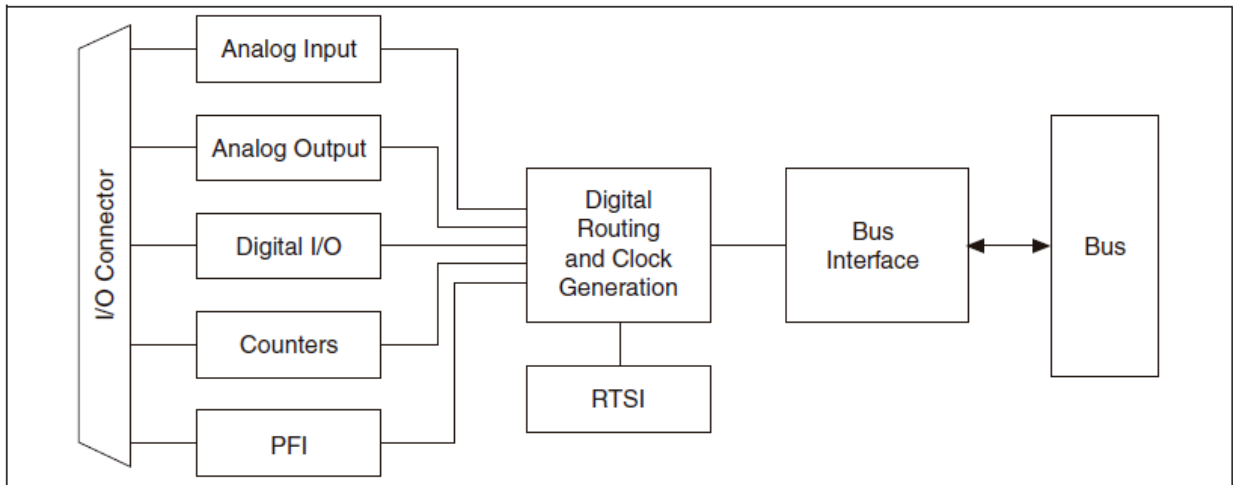 I/O Connector
Analog Input
Analog Output
Digital I/O
Counters
PFI
Digital
Routing
and Clock
Generation
RTSI
Bus
Interface
Bus